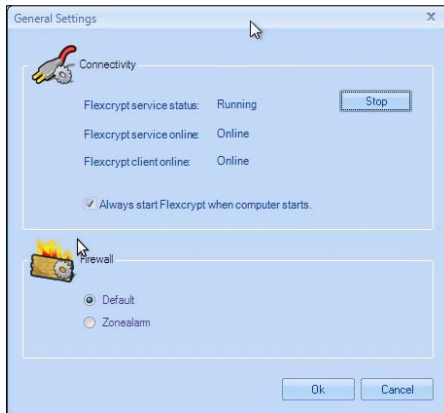 General Settings
x
Connectivity
Flexcrypt service status: Running
Stop
Flexcrypt service online: Online
Flexcrypt client online: Online
Always start Flexcrypt when computer starts.
Firewall
Default
Zonealarm
Ok
Cancel